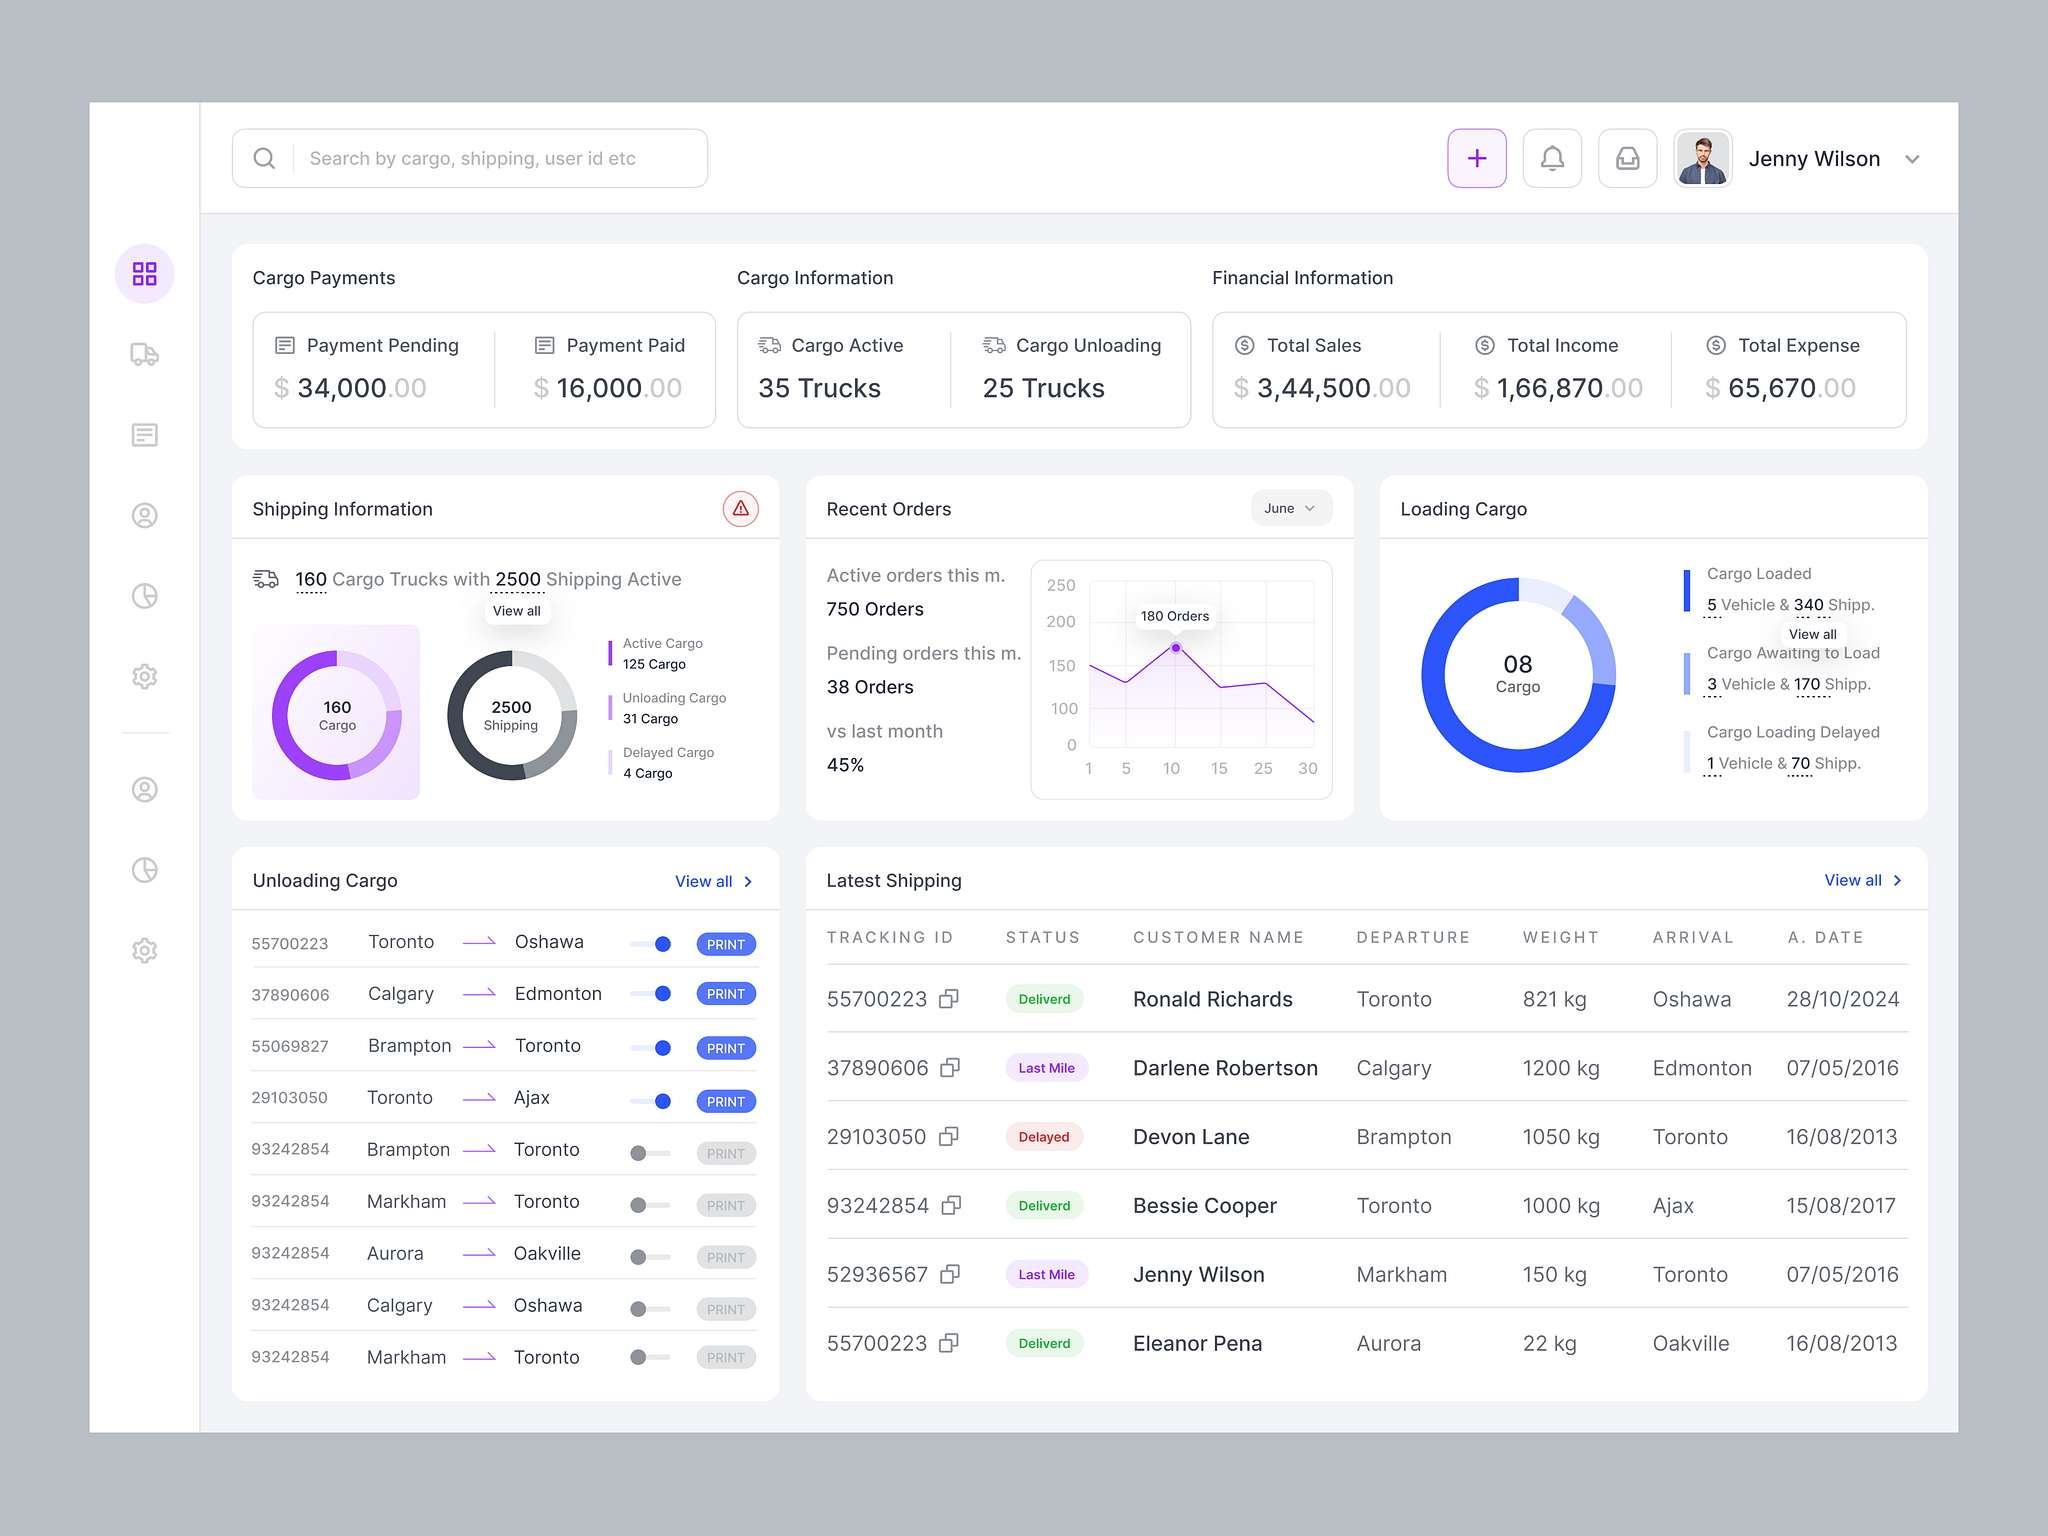 Search by cargo, shipping, user id etc
Jenny Wilson
Cargo Payments
Payment Pending
$ 34,000.00
Payment Paid
$ 16,000.00
Cargo Information
Cargo Active
35 Trucks
Cargo Unloading
25 Trucks
Financial Information
Total Sales
$ 3,44,500.00
Total Income
$ 1,66,870.00
Total Expense
$ 65,670.00
Shipping Information
160 Cargo Trucks with 2500 Shipping Active
View all
160
Cargo
2500
Shipping
Active Cargo
125 Cargo
Unloading Cargo
31 Cargo
Delayed Cargo
4 Cargo
Recent Orders
June
Active orders this m.
750 Orders
Pending orders this m.
38 Orders
vs last month
45%
250
200
150
100
0
180 Orders
1 5 10 15 25 30
Loading Cargo
08
Cargo
Cargo Loaded
5 Vehicle & 340 Shipp.
View all
Cargo Awaiting to Load
3 Vehicle & 170 Shipp.
Cargo Loading Delayed
1 Vehicle & 70 Shipp.
Unloading Cargo
View all
55700223 Toronto Oshawa PRINT
37890606 Calgary Edmonton PRINT
55069827 Brampton Toronto PRINT
29103050 Toronto Ajax PRINT
93242854 Brampton Toronto PRINT
93242854 Markham Toronto PRINT
93242854 Aurora Oakville PRINT
93242854 Calgary Oshawa PRINT
93242854 Markham Toronto PRINT
Latest Shipping
View all
TRACKING ID STATUS CUSTOMER NAME DEPARTURE WEIGHT ARRIVAL A. DATE
55700223 Deliverd Ronald Richards Toronto 821 kg Oshawa 28/10/2024
37890606 Last Mile Darlene Robertson Calgary 1200 kg Edmonton 07/05/2016
29103050 Delayed Devon Lane Brampton 1050 kg Toronto 16/08/2013
93242854 Deliverd Bessie Cooper Toronto 1000 kg Ajax 15/08/2017
52936567 Last Mile Jenny Wilson Markham 150 kg Toronto 07/05/2016
55700223 Deliverd Eleanor Pena Aurora 22 kg Oakville 16/08/2013